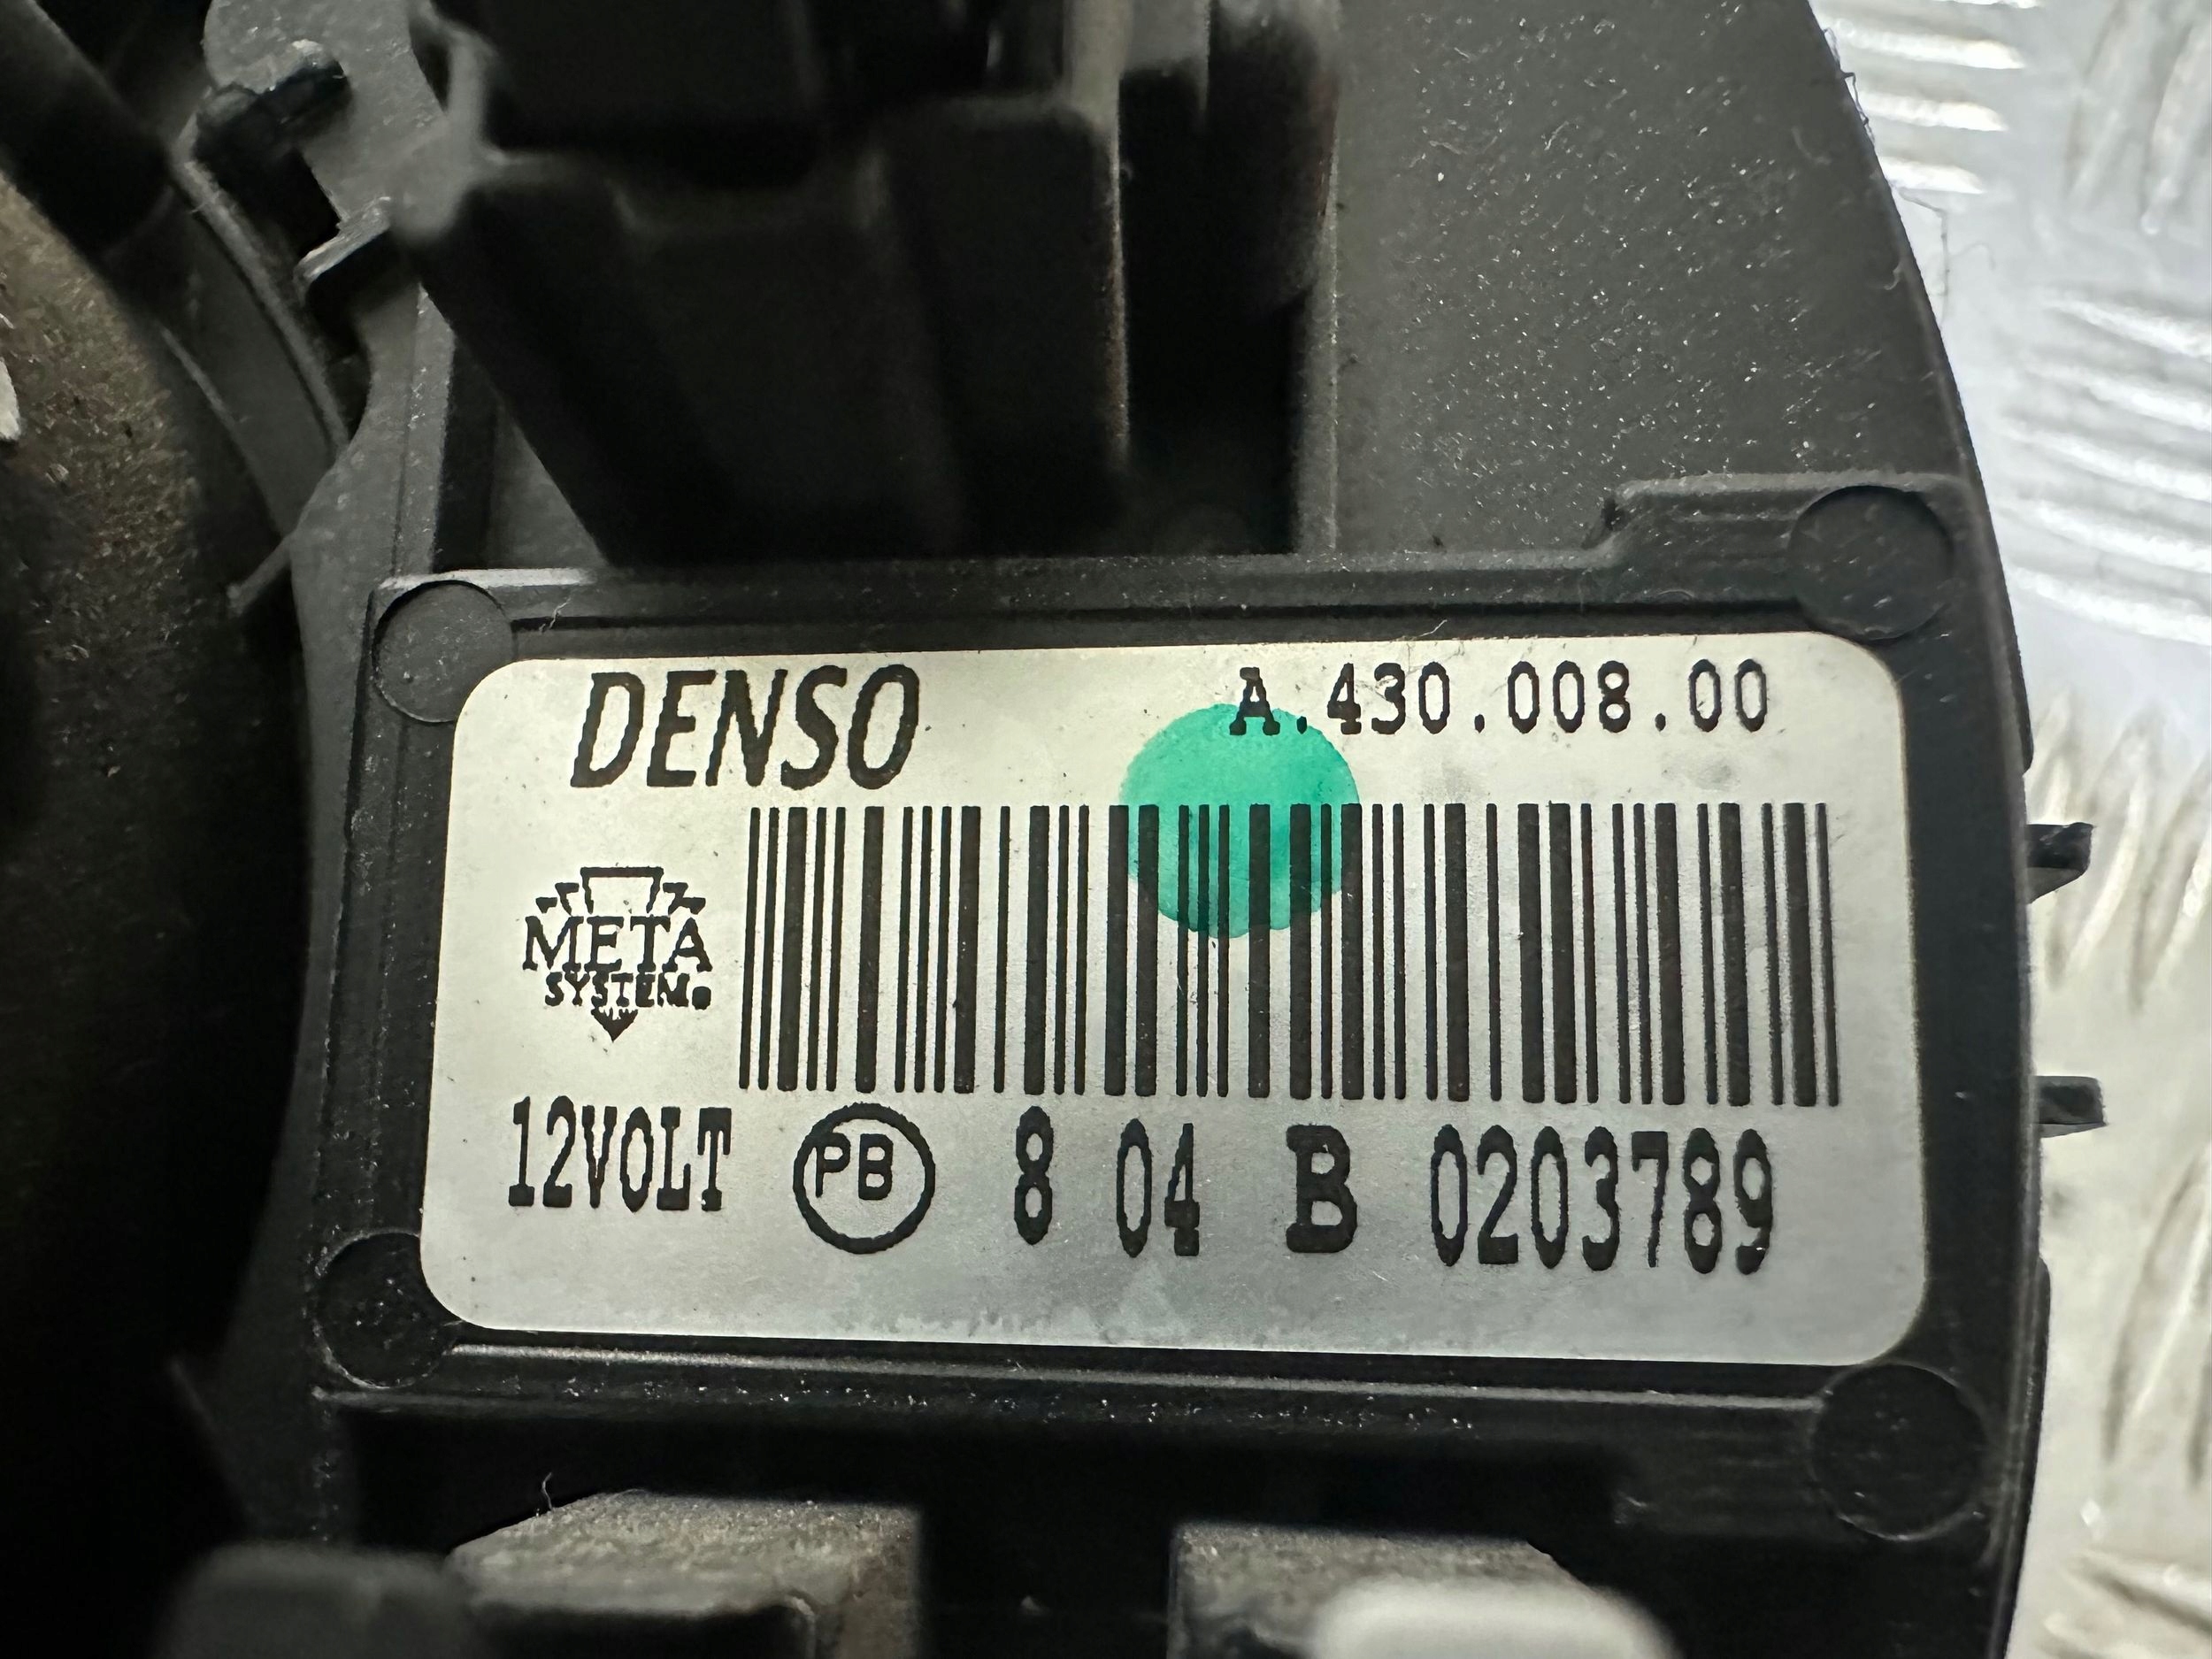 DENSO
A.430.008.00
META
SYSTEM
12VOLT PB 8 04 B 0203789